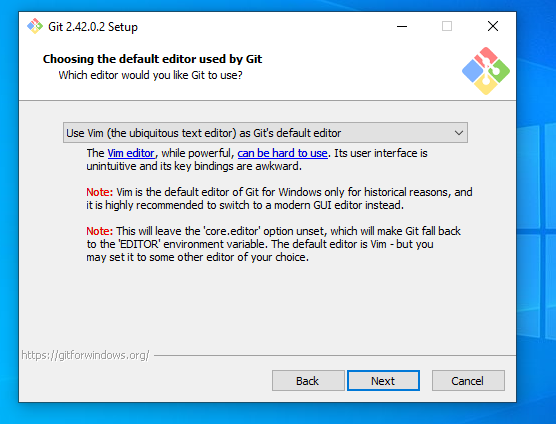 Git 2.42.0.2 Setup
Choosing the default editor used by Git
Which editor would you like Git to use?
Use Vim (the ubiquitous text editor) as Git's default editor
The Vim editor, while powerful, can be hard to use. Its user interface is
unintuitive and its key bindings are awkward.
Note: Vim is the default editor of Git for Windows only for historical reasons, and
it is highly recommended to switch to a modern GUI editor instead.
Note: This will leave the 'core.editor' option unset, which will make Git fall back
to the 'EDITOR' environment variable. The default editor is Vim - but you
may set it to some other editor of your choice.
https://gitforwindows.org/
Back
Next
Cancel